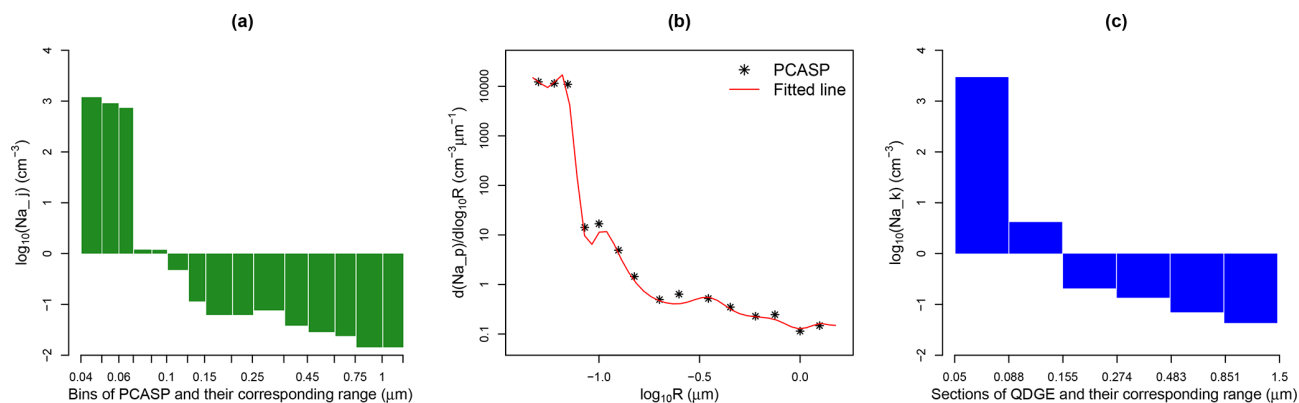 (a)
log10(Na_j) (cm−3)
4
3
2
1
0
−1
−2
0.04 0.06 0.1 0.15 0.25 0.45 0.75 1
Bins of PCASP and their corresponding range (μm)
(b)
d(Na_p)/dlog10R (cm−3μm−1)
10000
1000
100
10
1
0.1
PCASP
Fitted line
−1.0 −0.5 0.0
log10R (μm)
(c)
log10(Na_k) (cm−3)
4
3
2
1
0
−1
−2
0.05 0.088 0.155 0.274 0.483 0.851 1.5
Sections of QDGE and their corresponding range (μm)